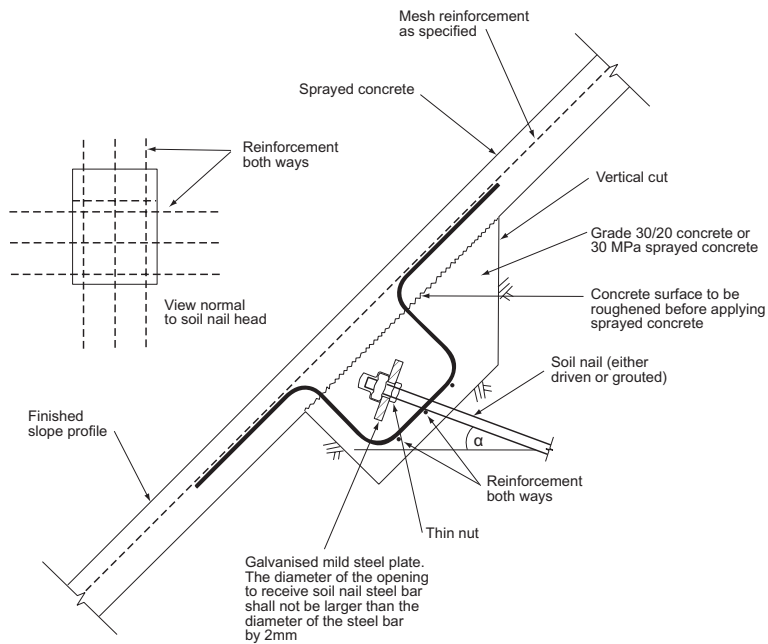 Mesh reinforcement
as specified
Sprayed concrete
Reinforcement
both ways
Vertical cut
Grade 30/20 concrete or
30 MPa sprayed concrete
View normal
to soil nail head
Concrete surface to be
roughened before applying
sprayed concrete
Soil nail (either
driven or grouted)
Finished
slope profile
α
Reinforcement
both ways
Thin nut
Galvanised mild steel plate.
The diameter of the opening
to receive soil nail steel bar
shall not be larger than the
diameter of the steel bar
by 2mm